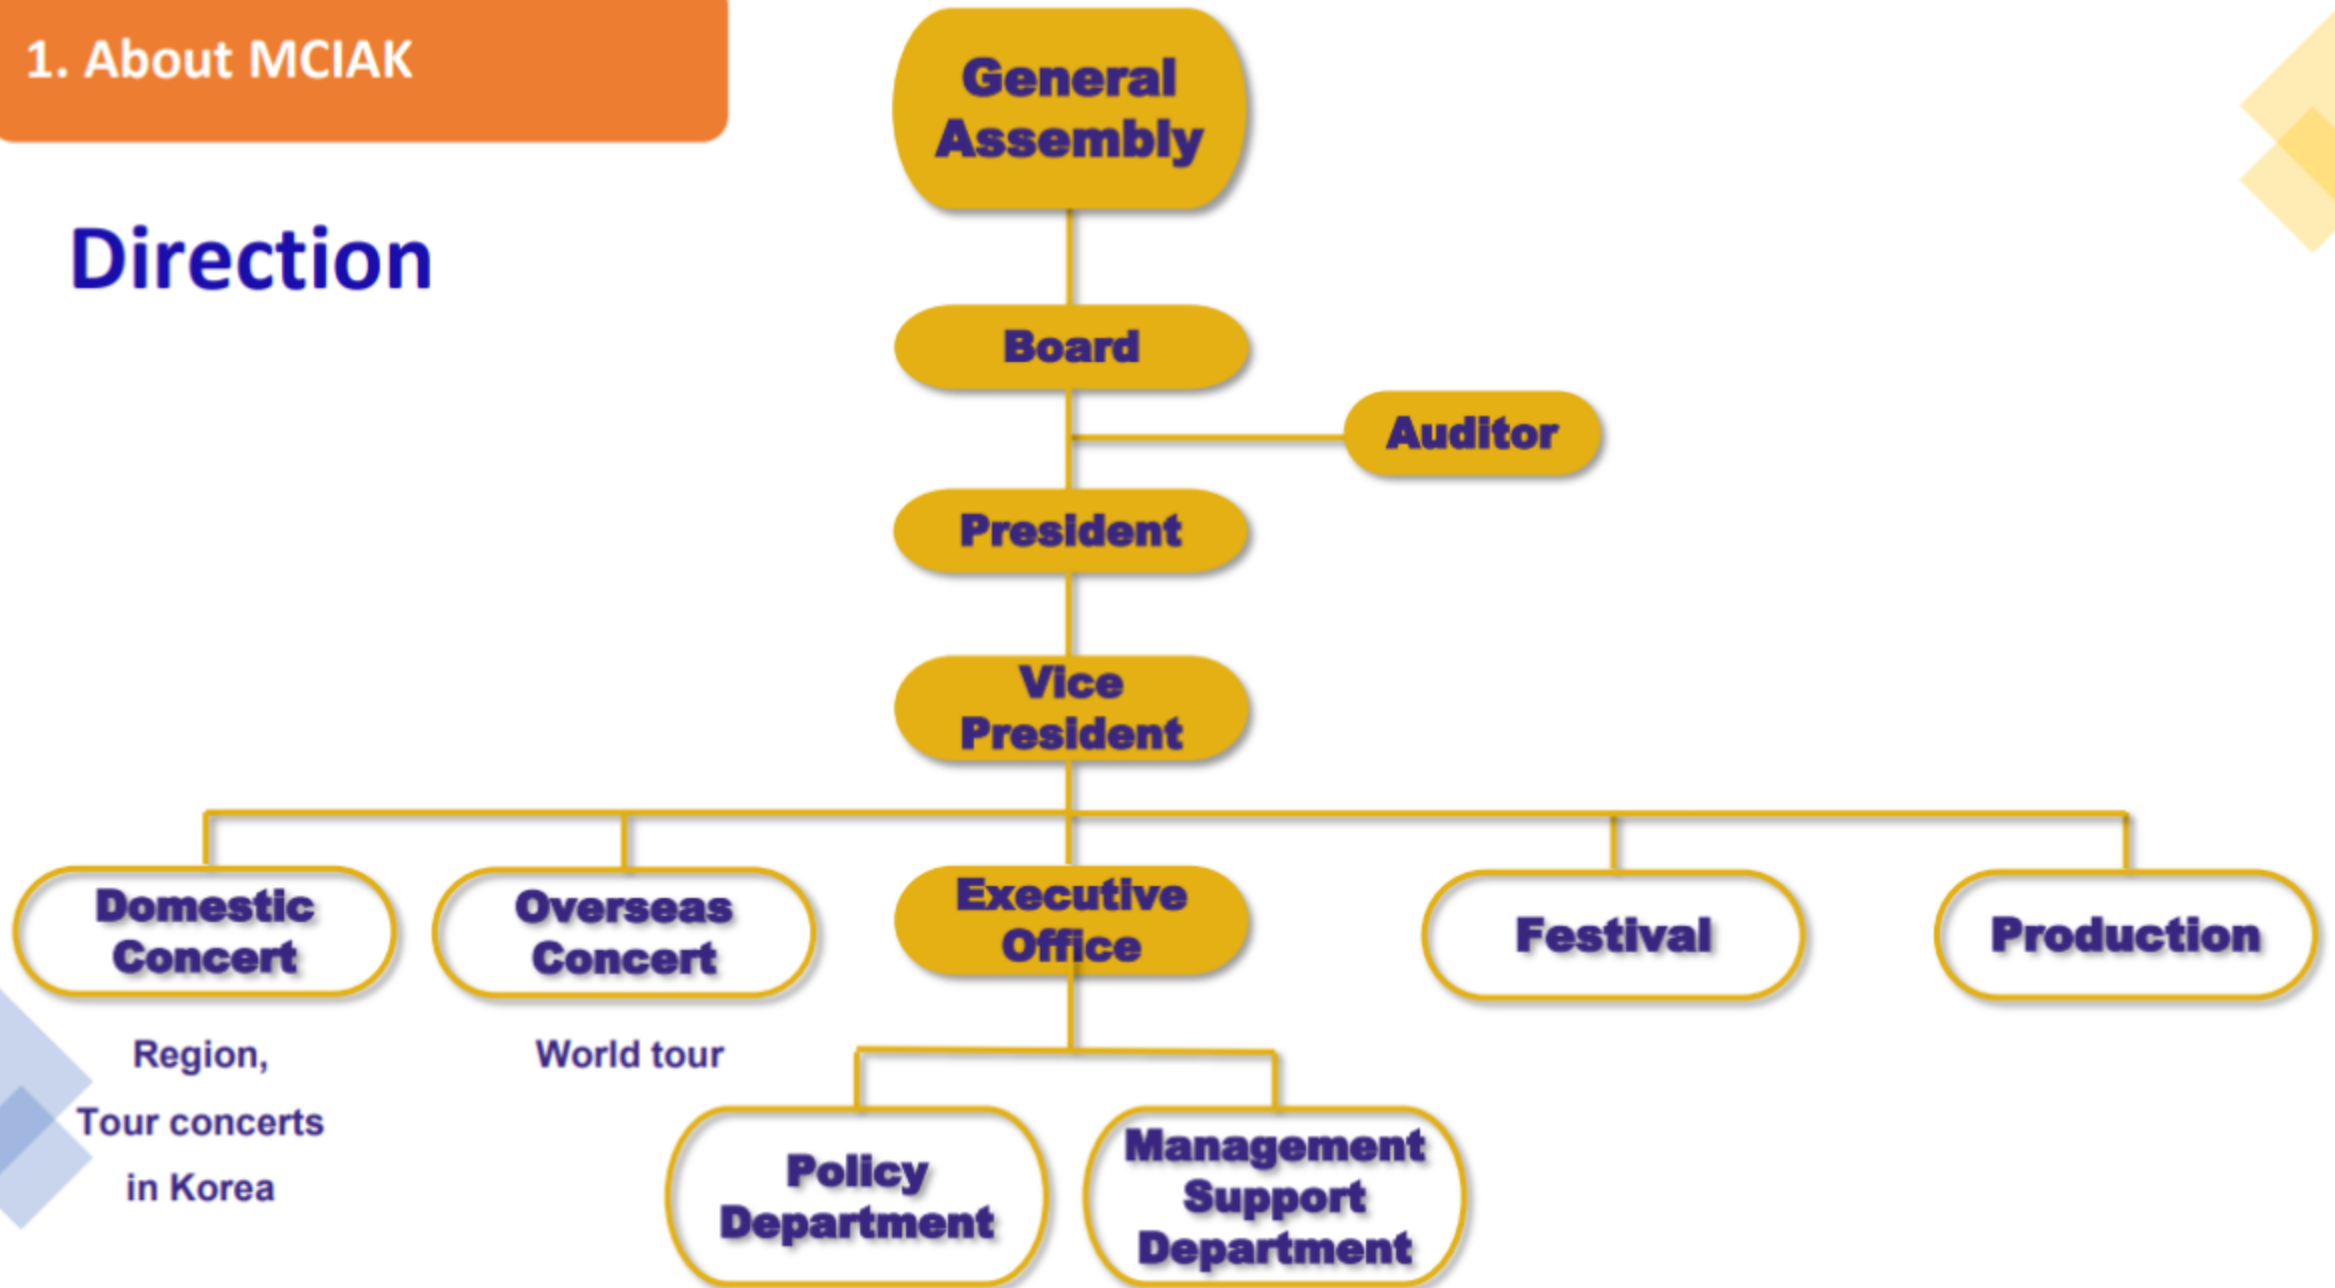 1. About MCIAK
Direction
General
Assembly
Board
Auditor
President
Vice
President
Domestic
Concert
Region,
Tour concerts
in Korea
Overseas
Concert
World tour
Executive
Office
Festival
Production
Policy
Department
Management
Support
Department